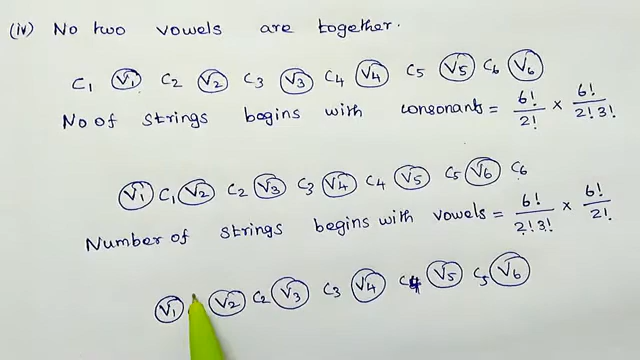 (iv) No two vowels are together.
C1 V1 C2 V2 C3 V3 C4 V4 C5 V5 C6 V6
No of strings begins with consonants = 6!/2! × 6!/2!3!
V1 C1 V2 C2 V3 C3 V4 C4 V5 C5 V6 C6
Number of strings begins with vowels = 6!/2!3! × 6!/2!
V1 V2 C2 V3 C3 V4 C4 V5 C5 V6